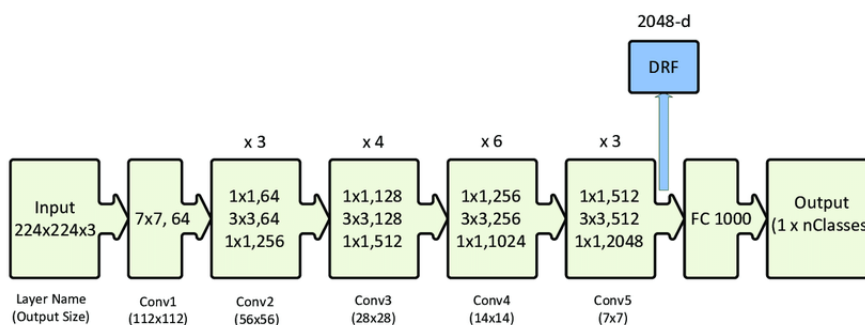 2048-d
DRF
x 3
x 4
x 6
x 3
Input
224x224x3
7x7, 64
1x1,64
3x3,64
1x1,256
1x1,128
3x3,128
1x1,512
1x1,256
3x3,256
1x1,1024
1x1,512
3x3,512
1x1,2048
FC 1000
Output
(1 x nClasses
Layer Name
(Output Size)
Conv1
(112x112)
Conv2
(56x56)
Conv3
(28x28)
Conv4
(14x14)
Conv5
(7x7)